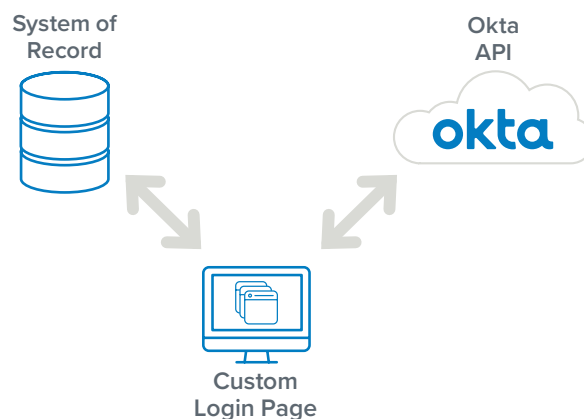 System of
Record
Okta
API
okta
Custom
Login Page